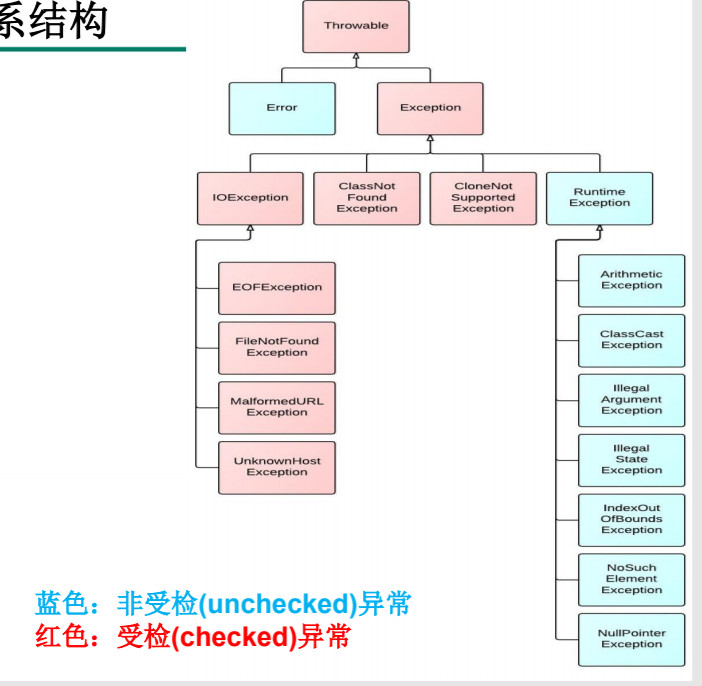 系结构
Throwable
Error
Exception
IOException
ClassNot
Found
Exception
CloneNot
Supported
Exception
Runtime
Exception
EOFException
FileNotFound
Exception
MalformedURL
Exception
UnknownHost
Exception
Arithmetic
Exception
ClassCast
Exception
Illegal
Argument
Exception
Illegal
State
Exception
IndexOut
OfBounds
Exception
NoSuch
Element
Exception
NullPointer
Exception
蓝色：非受检(unchecked)异常
红色：受检(checked)异常